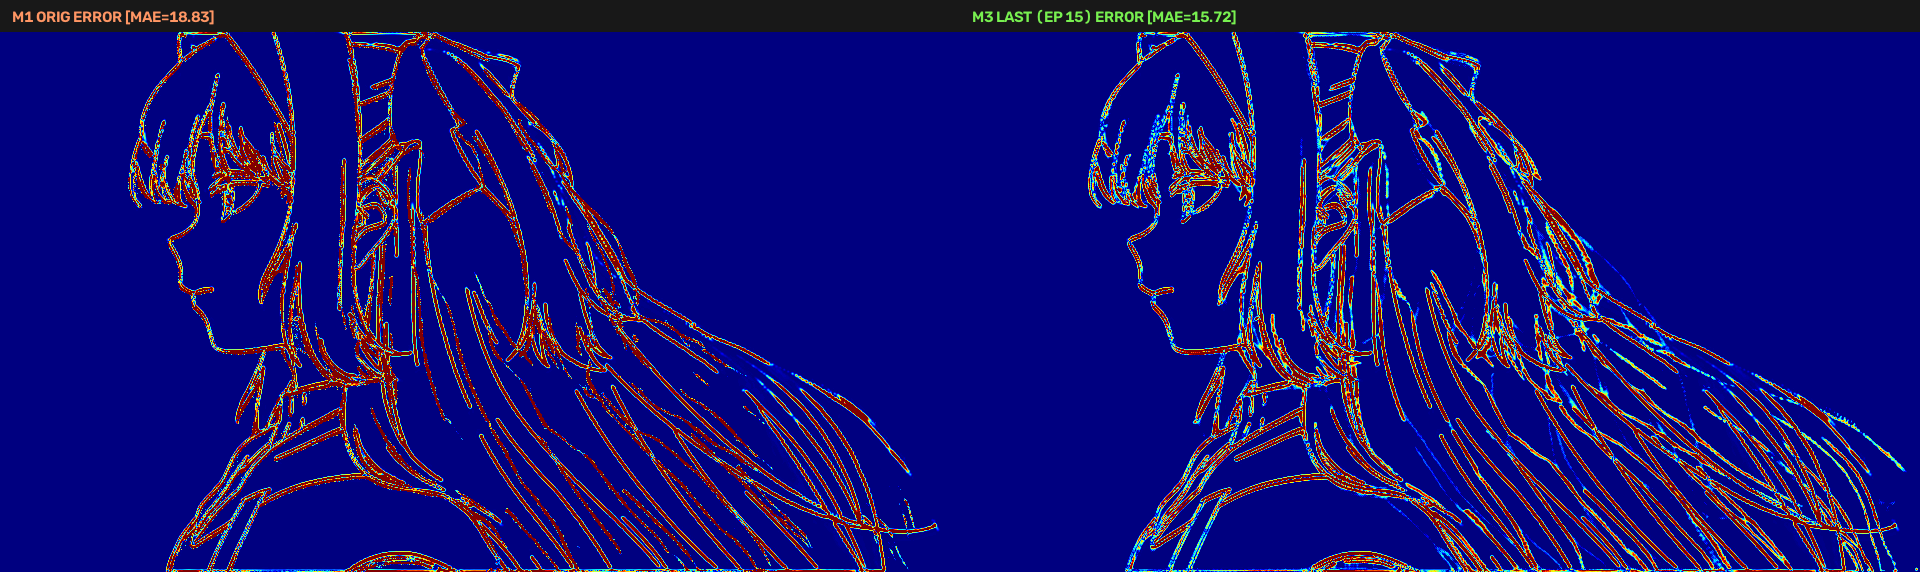 M1 ORIG ERROR [MAE=18.83]
M3 LAST (EP 15) ERROR [MAE=15.72]